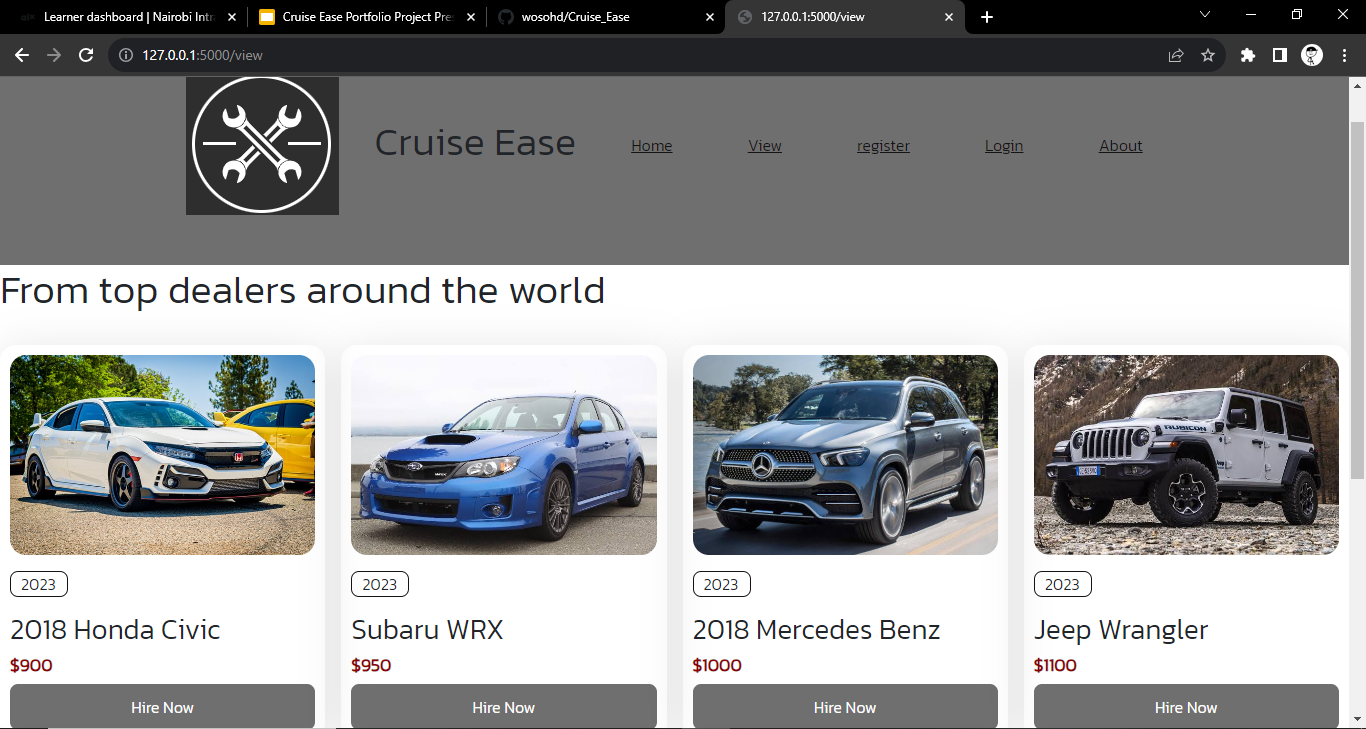 Learner dashboard | Nairobi Intr
Cruise Ease Portfolio Project Pre
wosohd/Cruise_Ease
127.0.0.1:5000/view
127.0.0.1:5000/view
Cruise Ease
Home View register Login About
From top dealers around the world
RUBICON
2023 2023 2023 2023
2018 Honda Civic Subaru WRX 2018 Mercedes Benz Jeep Wrangler
$900 $950 $1000 $1100
Hire Now Hire Now Hire Now Hire Now